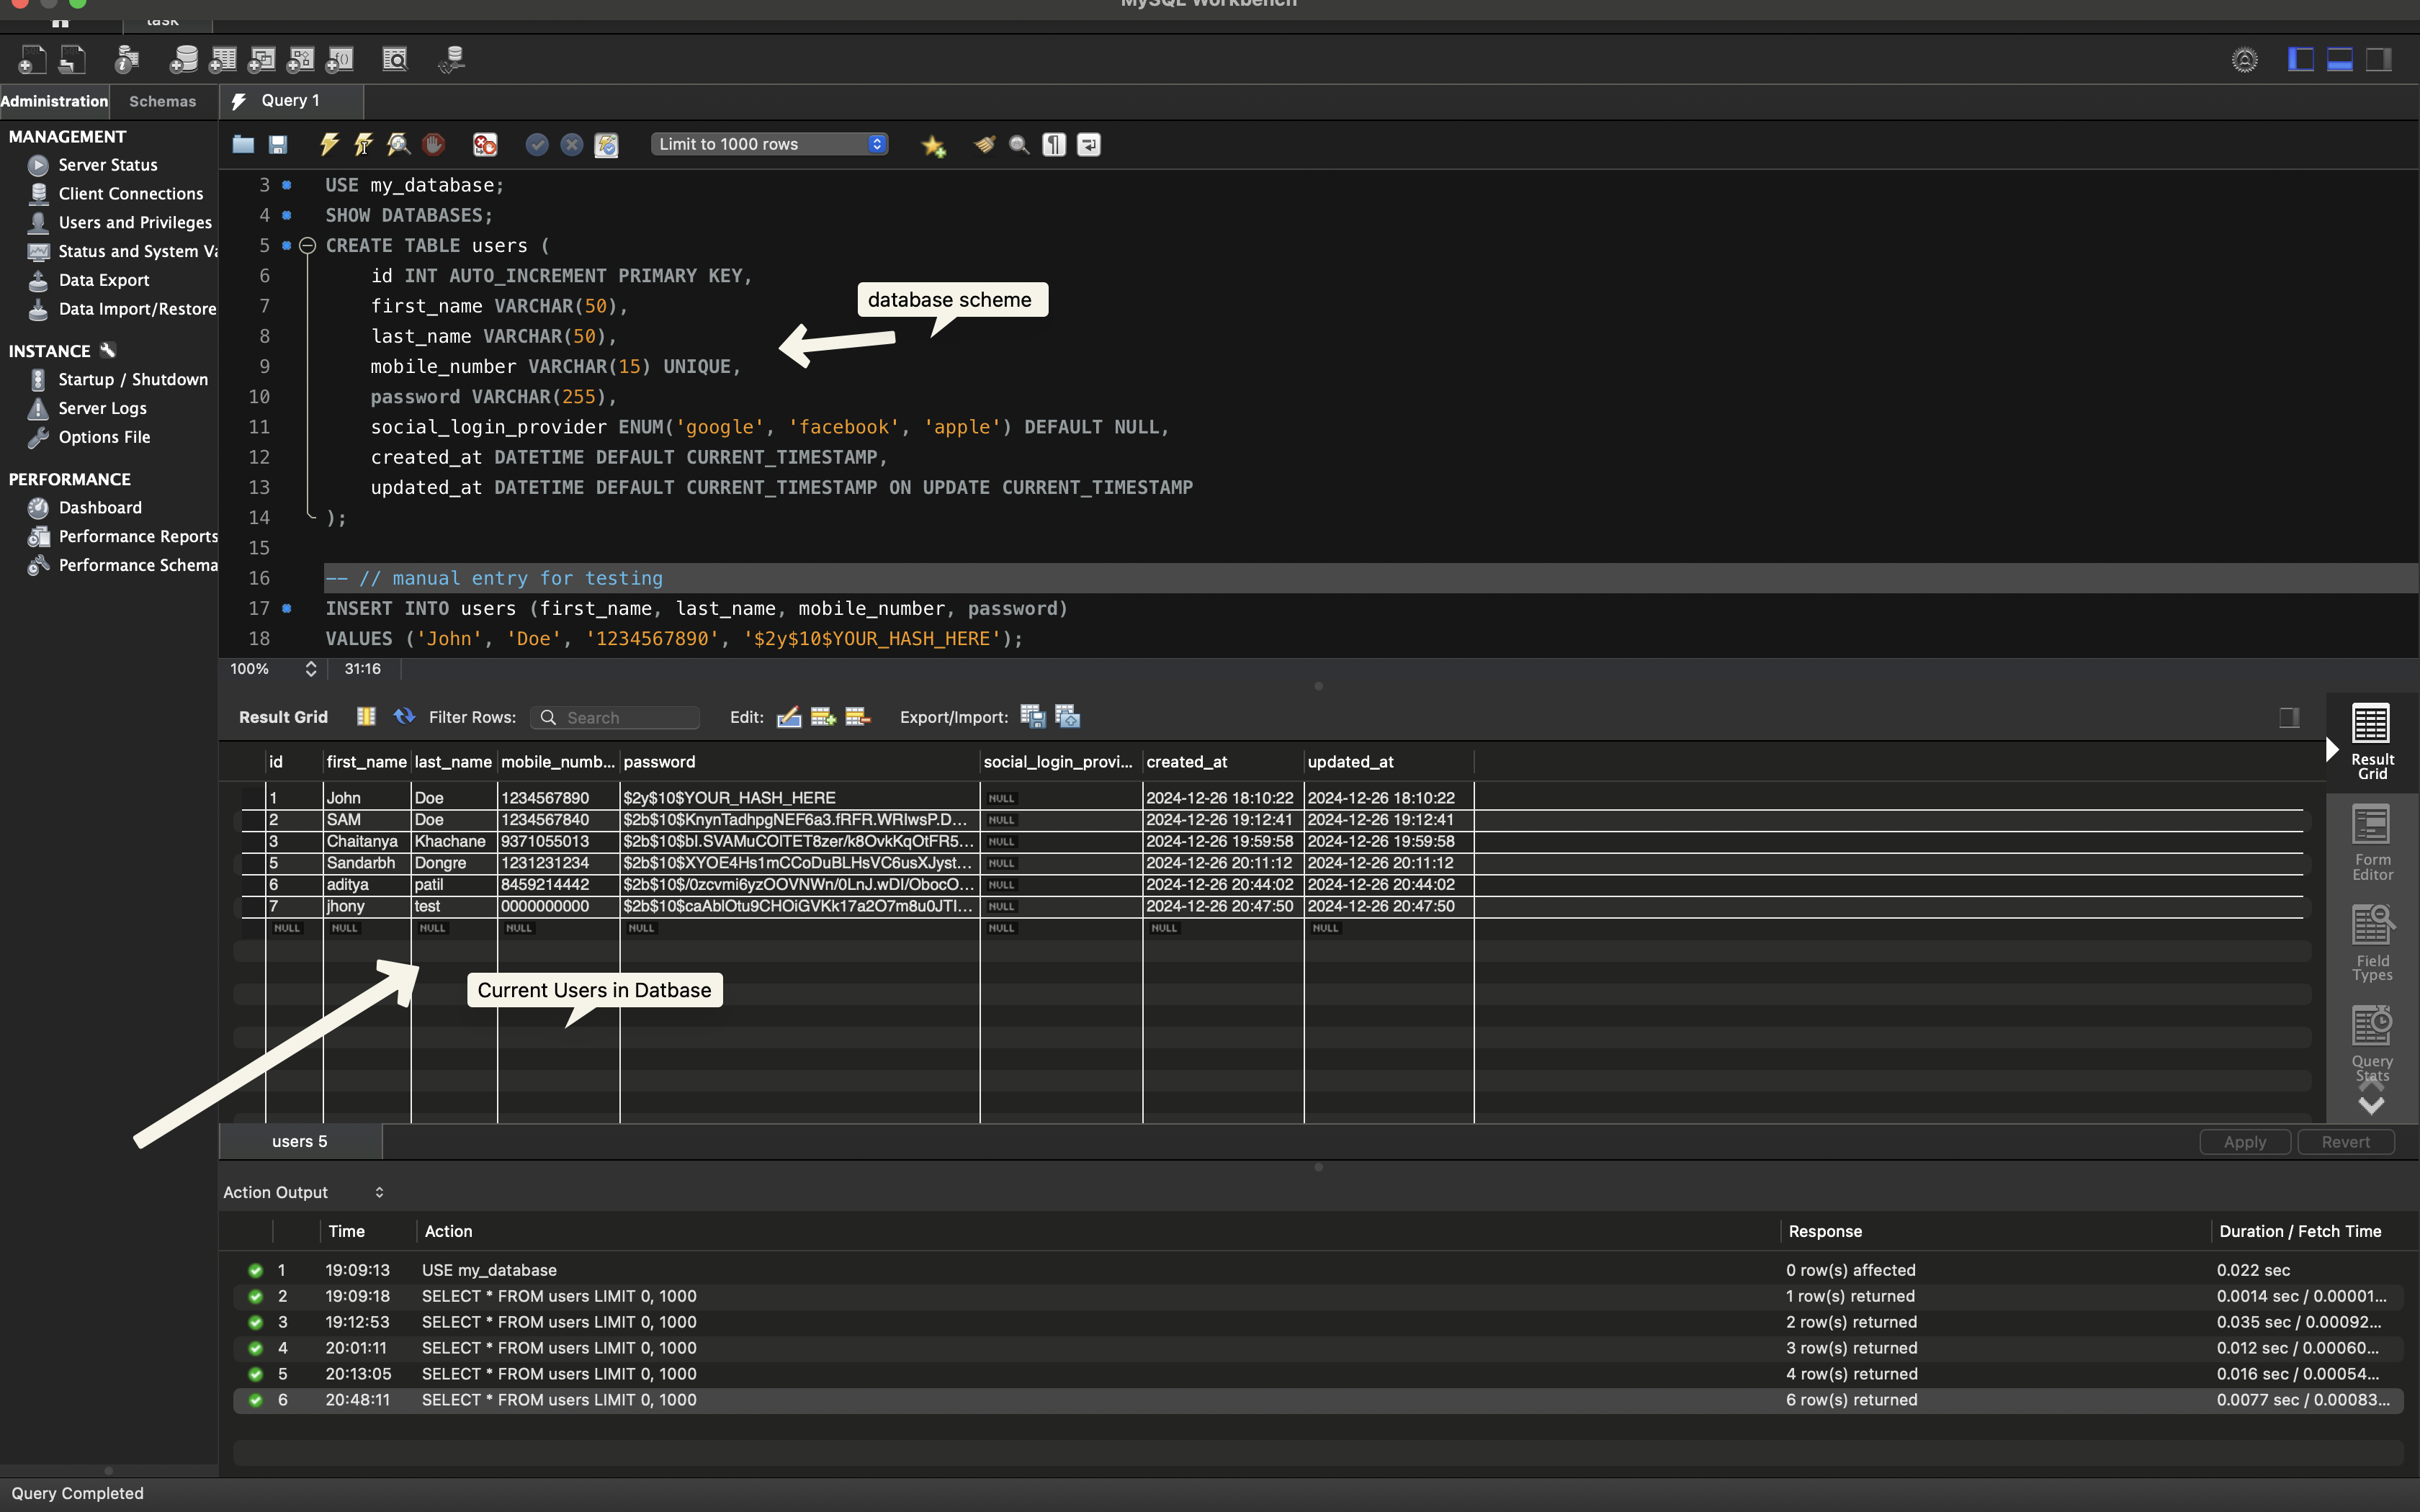 MySQL Workbench
task
Administration
Schemas
Query 1
MANAGEMENT
Server Status
Client Connections
Users and Privileges
Status and System Va
Data Export
Data Import/Restore
INSTANCE
Startup / Shutdown
Server Logs
Options File
PERFORMANCE
Dashboard
Performance Reports
Performance Schema
Limit to 1000 rows
3 USE my_database;
4 SHOW DATABASES;
5 CREATE TABLE users (
6 id INT AUTO_INCREMENT PRIMARY KEY,
7 first_name VARCHAR(50),
8 last_name VARCHAR(50),
9 mobile_number VARCHAR(15) UNIQUE,
10 password VARCHAR(255),
11 social_login_provider ENUM('google', 'facebook', 'apple') DEFAULT NULL,
12 created_at DATETIME DEFAULT CURRENT_TIMESTAMP,
13 updated_at DATETIME DEFAULT CURRENT_TIMESTAMP ON UPDATE CURRENT_TIMESTAMP
14 );
15
16 -- // manual entry for testing
17 INSERT INTO users (first_name, last_name, mobile_number, password)
18 VALUES ('John', 'Doe', '1234567890', '$2y$10$YOUR_HASH_HERE');
database scheme
100% 31:16
Result Grid Filter Rows: Search Edit: Export/Import:
id first_name last_name mobile_numb... password social_login_provi... created_at updated_at
1 John Doe 1234567890 $2y$10$YOUR_HASH_HERE NULL 2024-12-26 18:10:22 2024-12-26 18:10:22
2 SAM Doe 1234567840 $2b$10$KnynTadhpgNEF6a3.fRFR.WRlwsP.D... NULL 2024-12-26 19:12:41 2024-12-26 19:12:41
3 Chaitanya Khachane 9371055013 $2b$10$bl.SVAMuCOlTET8zer/k8OvkKqOtFR5... NULL 2024-12-26 19:59:58 2024-12-26 19:59:58
5 Sandarbh Dongre 1231231234 $2b$10$XYOE4Hs1mCCoDuBLHsVC6usXJyst... NULL 2024-12-26 20:11:12 2024-12-26 20:11:12
6 aditya patil 8459214442 $2b$10$/0zcvmi6yzOOVNWn/0LnJ.wDI/ObocO... NULL 2024-12-26 20:44:02 2024-12-26 20:44:02
7 jhony test 0000000000 $2b$10$caAblOtu9CHOiGVKk17a2O7m8u0JTI... NULL 2024-12-26 20:47:50 2024-12-26 20:47:50
NULL NULL NULL NULL NULL NULL NULL NULL
Current Users in Datbase
Result
Grid
Form
Editor
Field
Types
Query
Stats
users 5
Apply Revert
Action Output
Time Action Response Duration / Fetch Time
1 19:09:13 USE my_database 0 row(s) affected 0.022 sec
2 19:09:18 SELECT * FROM users LIMIT 0, 1000 1 row(s) returned 0.0014 sec / 0.00001...
3 19:12:53 SELECT * FROM users LIMIT 0, 1000 2 row(s) returned 0.035 sec / 0.00092...
4 20:01:11 SELECT * FROM users LIMIT 0, 1000 3 row(s) returned 0.012 sec / 0.00060...
5 20:13:05 SELECT * FROM users LIMIT 0, 1000 4 row(s) returned 0.016 sec / 0.00054...
6 20:48:11 SELECT * FROM users LIMIT 0, 1000 6 row(s) returned 0.0077 sec / 0.00083...
Query Completed